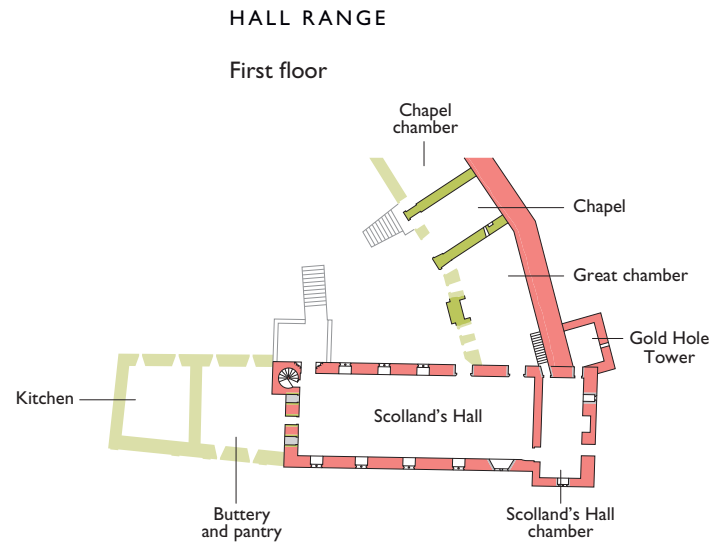 HALL RANGE
First floor
Chapel
chamber
Chapel
Great chamber
Gold Hole
Tower
Kitchen
Scolland's Hall
Buttery
and pantry
Scolland's Hall
chamber